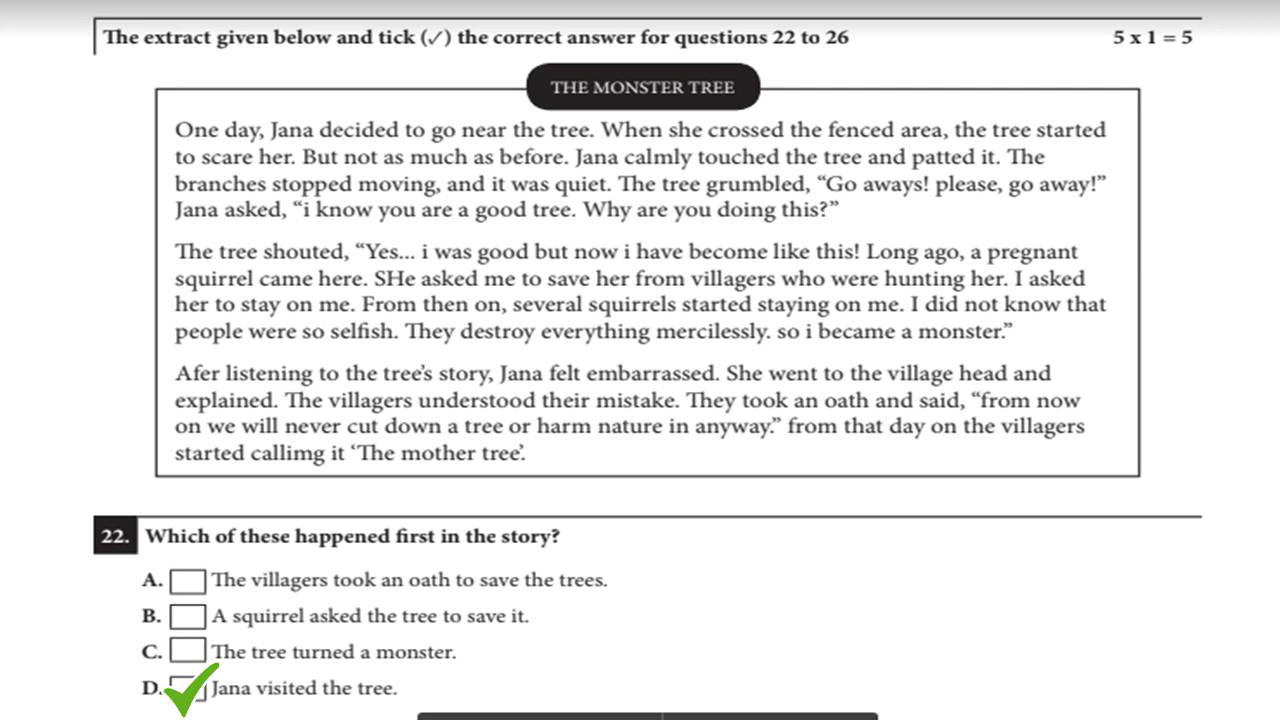 The extract given below and tick (✓) the correct answer for questions 22 to 26 5 x 1 = 5
THE MONSTER TREE
One day, Jana decided to go near the tree. When she crossed the fenced area, the tree started
to scare her. But not as much as before. Jana calmly touched the tree and patted it. The
branches stopped moving, and it was quiet. The tree grumbled, “Go aways! please, go away!”
Jana asked, “i know you are a good tree. Why are you doing this?”
The tree shouted, “Yes... i was good but now i have become like this! Long ago, a pregnant
squirrel came here. SHe asked me to save her from villagers who were hunting her. I asked
her to stay on me. From then on, several squirrels started staying on me. I did not know that
people were so selfish. They destroy everything mercilessly. so i became a monster.”
Afer listening to the tree’s story, Jana felt embarrassed. She went to the village head and
explained. The villagers understood their mistake. They took an oath and said, “from now
on we will never cut down a tree or harm nature in anyway.” from that day on the villagers
started callimg it ‘The mother tree’.
22. Which of these happened first in the story?
A. The villagers took an oath to save the trees.
B. A squirrel asked the tree to save it.
C. The tree turned a monster.
D. Jana visited the tree.